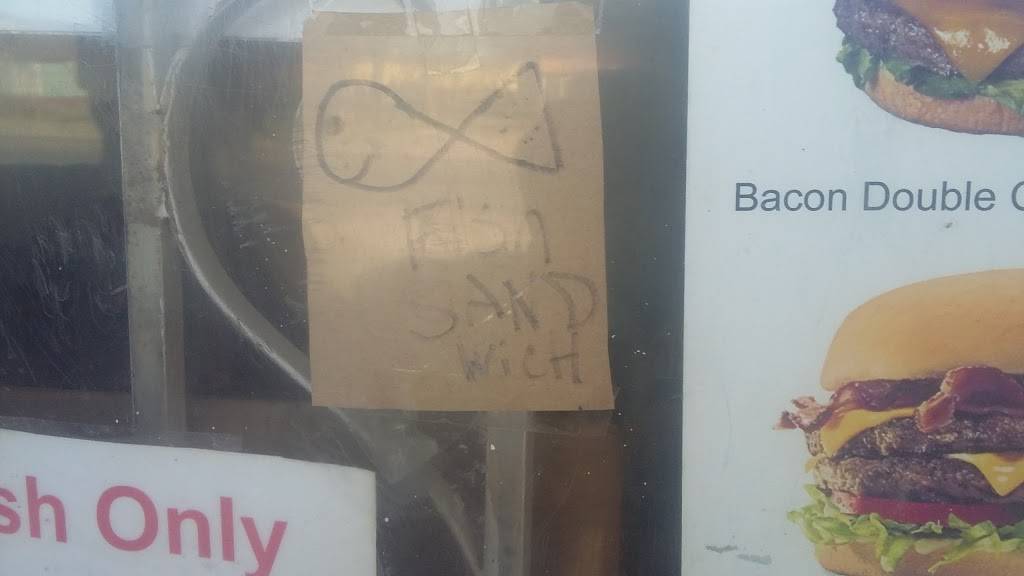 Fish
SAND
WiCH
Bacon Double C
sh Only